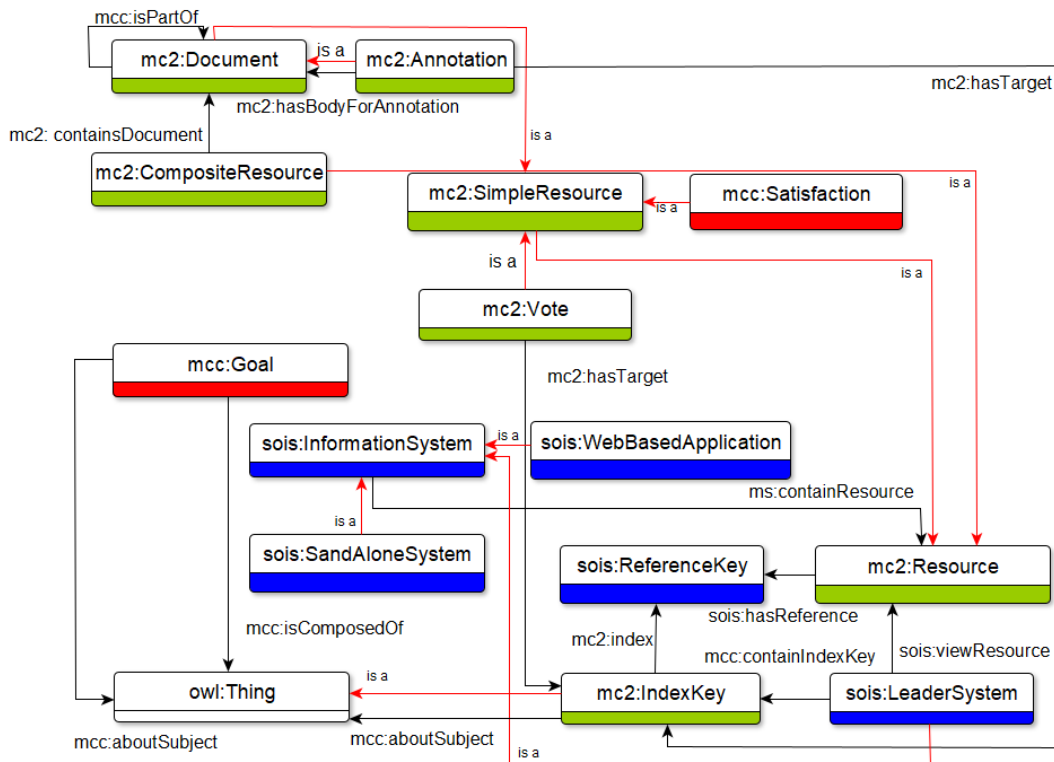 mcc:isPartOf
mc2:Document
is a
mc2:Annotation
mc2:hasTarget
mc2:hasBodyForAnnotation
mc2: containsDocument
is a
mc2:CompositeResource
mc2:SimpleResource
is a
mcc:Satisfaction
is a
is a
is a
mc2:Vote
mcc:Goal
mc2:hasTarget
sois:InformationSystem
is a
sois:WebBasedApplication
ms:containResource
is a
sois:SandAloneSystem
sois:ReferenceKey
mc2:Resource
sois:hasReference
mcc:isComposedOf
mc2:index
mcc:containIndexKey
sois:viewResource
owl:Thing
is a
mc2:IndexKey
sois:LeaderSystem
mcc:aboutSubject
mcc:aboutSubject
is a